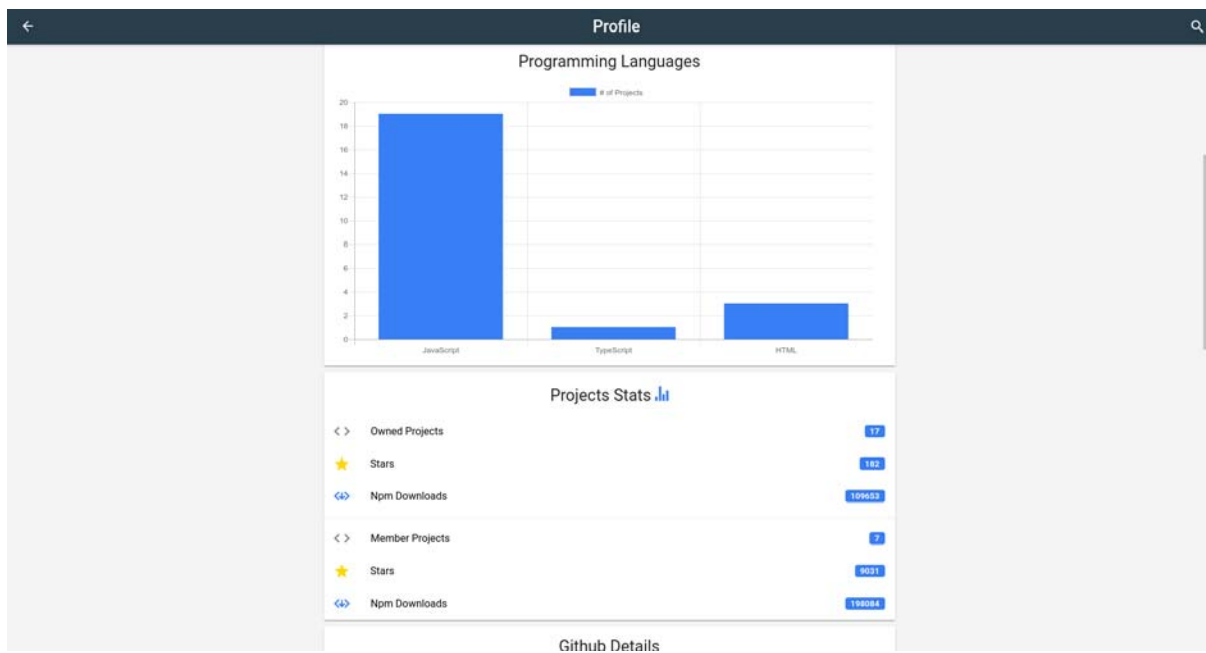 Profile
Programming Languages
# of Projects
20
18
16
14
12
10
8
6
4
2
0
JavaScript TypeScript HTML
Projects Stats
Owned Projects 17
Stars 182
Npm Downloads 109653
Member Projects 7
Stars 9031
Npm Downloads 198084
Github Details